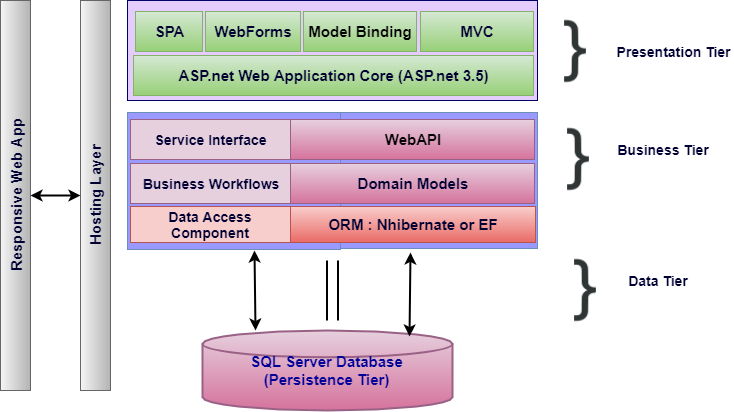 SPA
WebForms
Model Binding
MVC
ASP.net Web Application Core (ASP.net 3.5)
Presentation Tier
Service Interface
WebAPI
Business Workflows
Domain Models
Data Access
Component
ORM : Nhibernate or EF
Business Tier
Responsive Web App
Hosting Layer
Data Tier
SQL Server Database
(Persistence Tier)